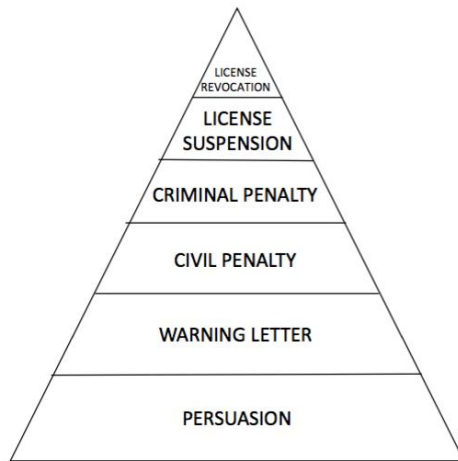 LICENSE
REVOCATION
LICENSE
SUSPENSION
CRIMINAL PENALTY
CIVIL PENALTY
WARNING LETTER
PERSUASION